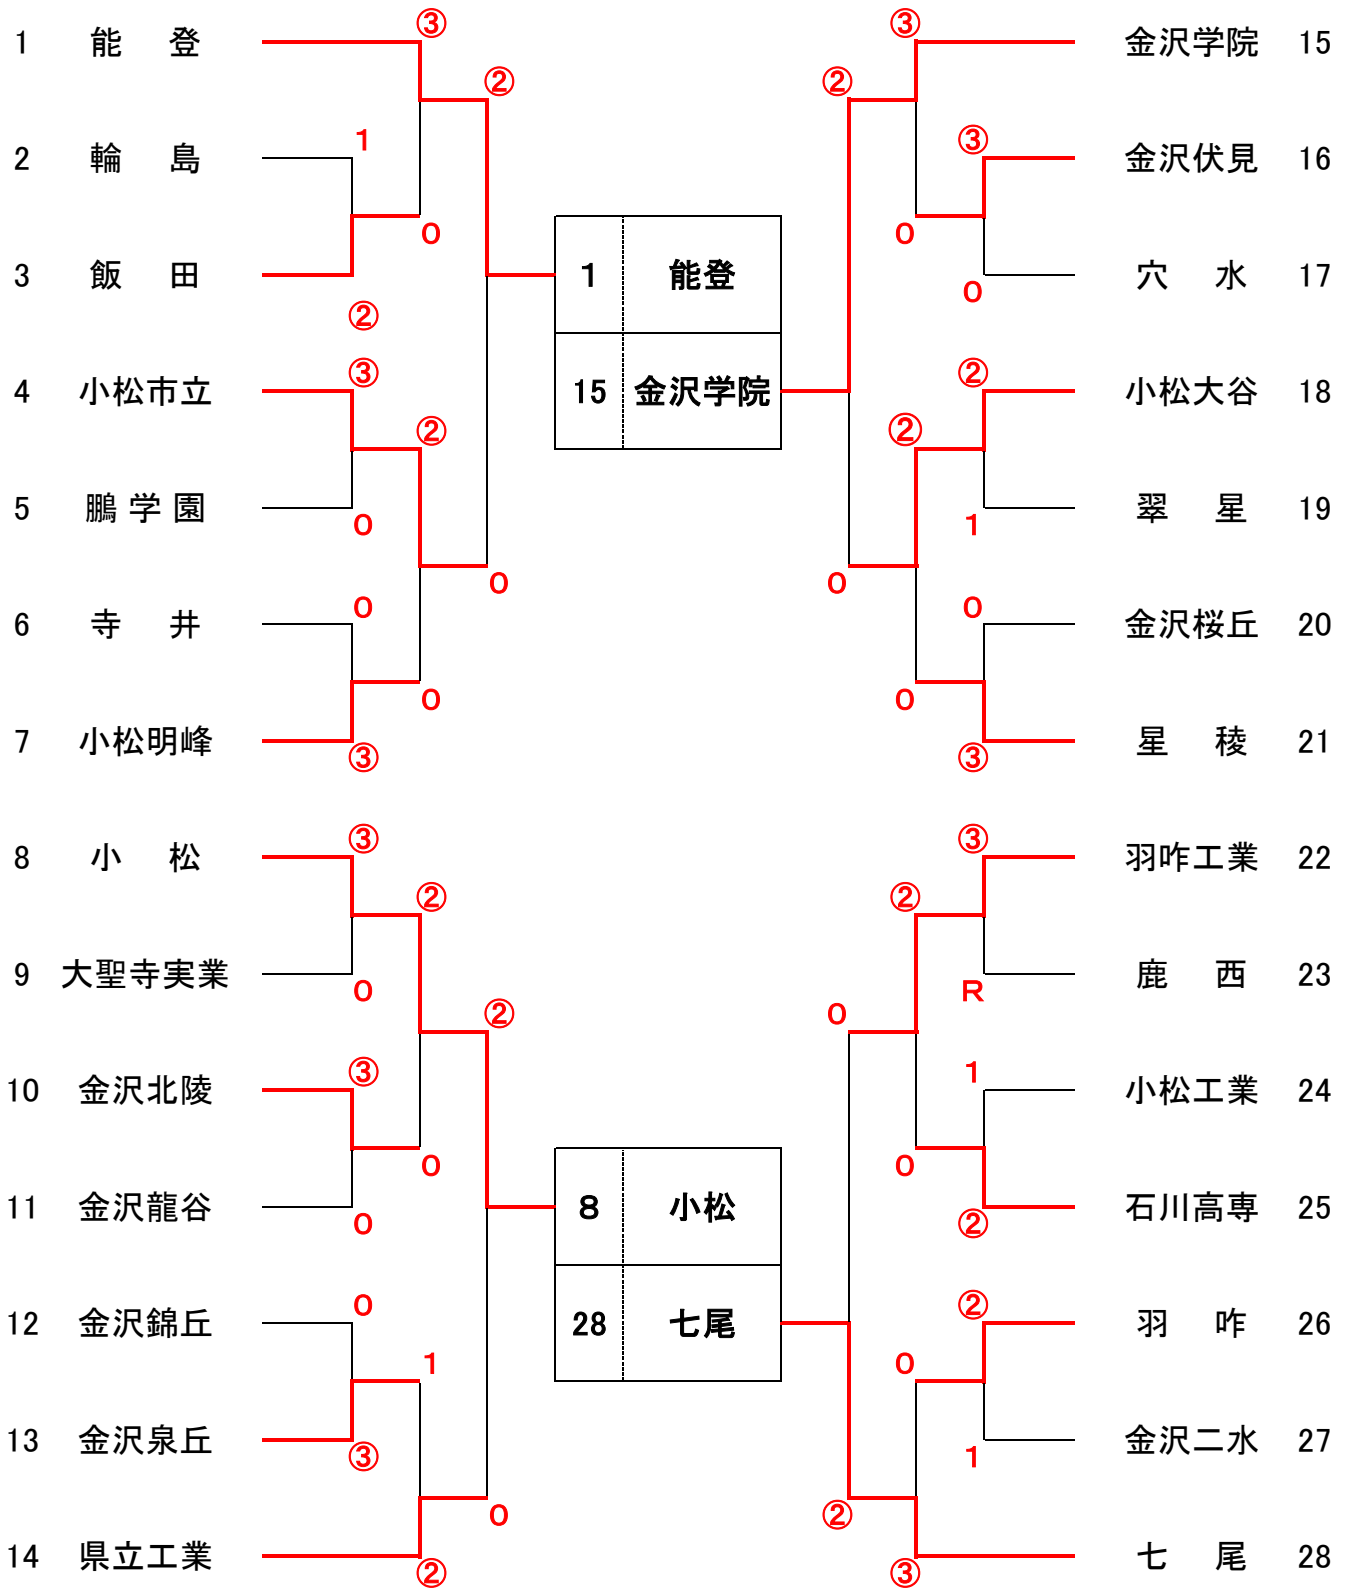 ③ ③
1 能 登 金沢学院 15
② ②
1 ③
2 輪 島 金沢伏見 16
0 0
1 能登
3 飯 田 穴 水 17
0
②
③ ②
4 小松市立 15 金沢学院 小松大谷 18
② ②
5 鵬学園 翠 星 19
0 1
0 0
0 0
6 寺 井 金沢桜丘 20
0 0
7 小松明峰 星 稜 21
③ ③
③ ③
8 小 松 羽咋工業 22
② ②
9 大聖寺実業 鹿 西 23
0 R
② 0
③ 1
10 金沢北陵 小松工業 24
0 0
11 金沢龍谷 8 小松 石川高専 25
0 ②
0 ②
12 金沢錦丘 28 七尾 羽 咋 26
1 0
13 金沢泉丘 金沢二水 27
③ 1
0 ②
14 県立工業 七 尾 28
② ③